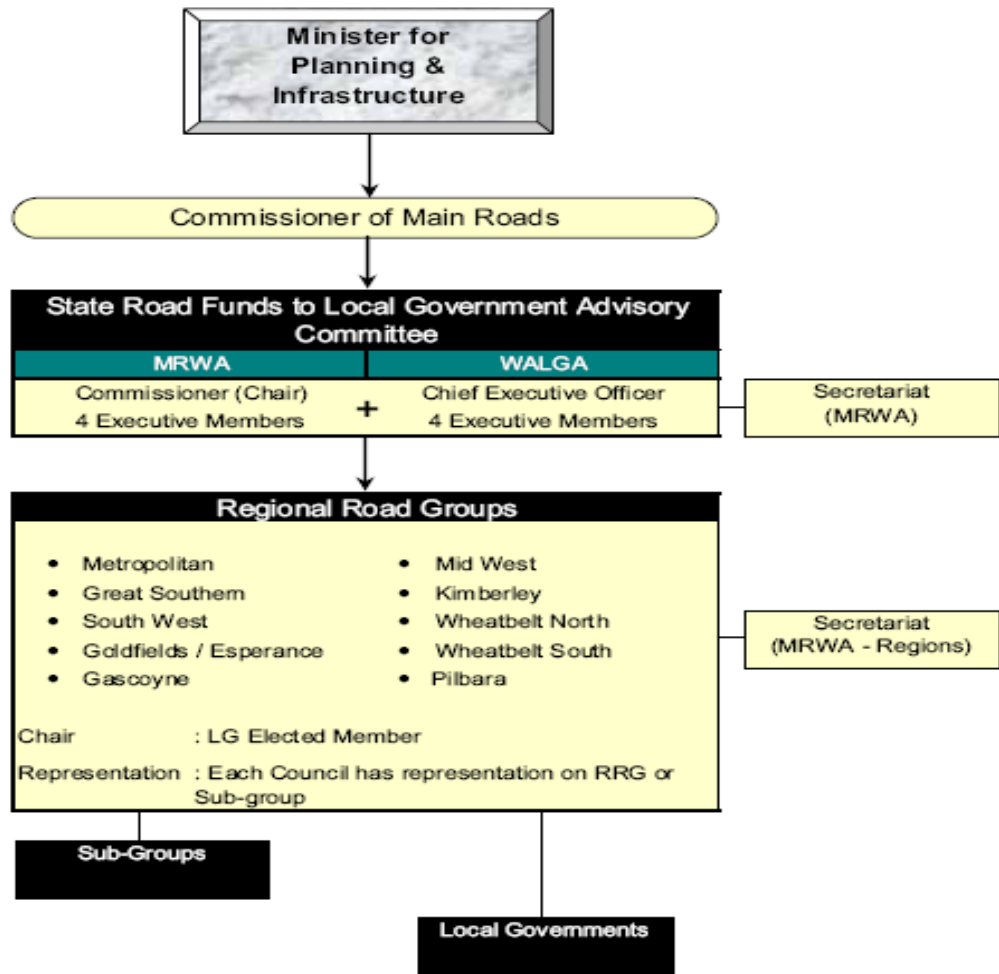 Minister for
Planning &
Infrastructure
Commissioner of Main Roads
State Road Funds to Local Government Advisory
Committee
MRWA
WALGA
Commissioner (Chair)
4 Executive Members
+
Chief Executive Officer
4 Executive Members
Secretariat
(MRWA)
Regional Road Groups
• Metropolitan
• Great Southern
• South West
• Goldfields / Esperance
• Gascoyne
• Mid West
• Kimberley
• Wheatbelt North
• Wheatbelt South
• Pilbara
Chair : LG Elected Member
Representation : Each Council has representation on RRG or
Sub-group
Secretariat
(MRWA - Regions)
Sub-Groups
Local Governments